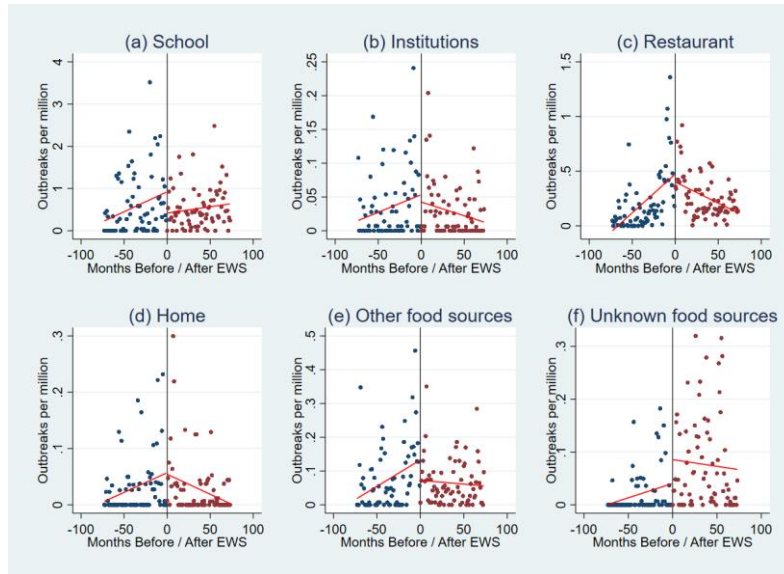 (a) School
Outbreaks per million
0 1 2 3 4
-100 -50 0 50 100
Months Before / After EWS
(b) Institutions
Outbreaks per million
0 .05 .1 .15 .2 .25
-100 -50 0 50 100
Months Before / After EWS
(c) Restaurant
Outbreaks per million
0 .5 1 1.5
-100 -50 0 50 100
Months Before / After EWS
(d) Home
Outbreaks per million
0 .1 .2 .3
-100 -50 0 50 100
Months Before / After EWS
(e) Other food sources
Outbreaks per million
0 .1 .2 .3 .4 .5
-100 -50 0 50 100
Months Before / After EWS
(f) Unknown food sources
Outbreaks per million
0 .1 .2 .3
-100 -50 0 50 100
Months Before / After EWS